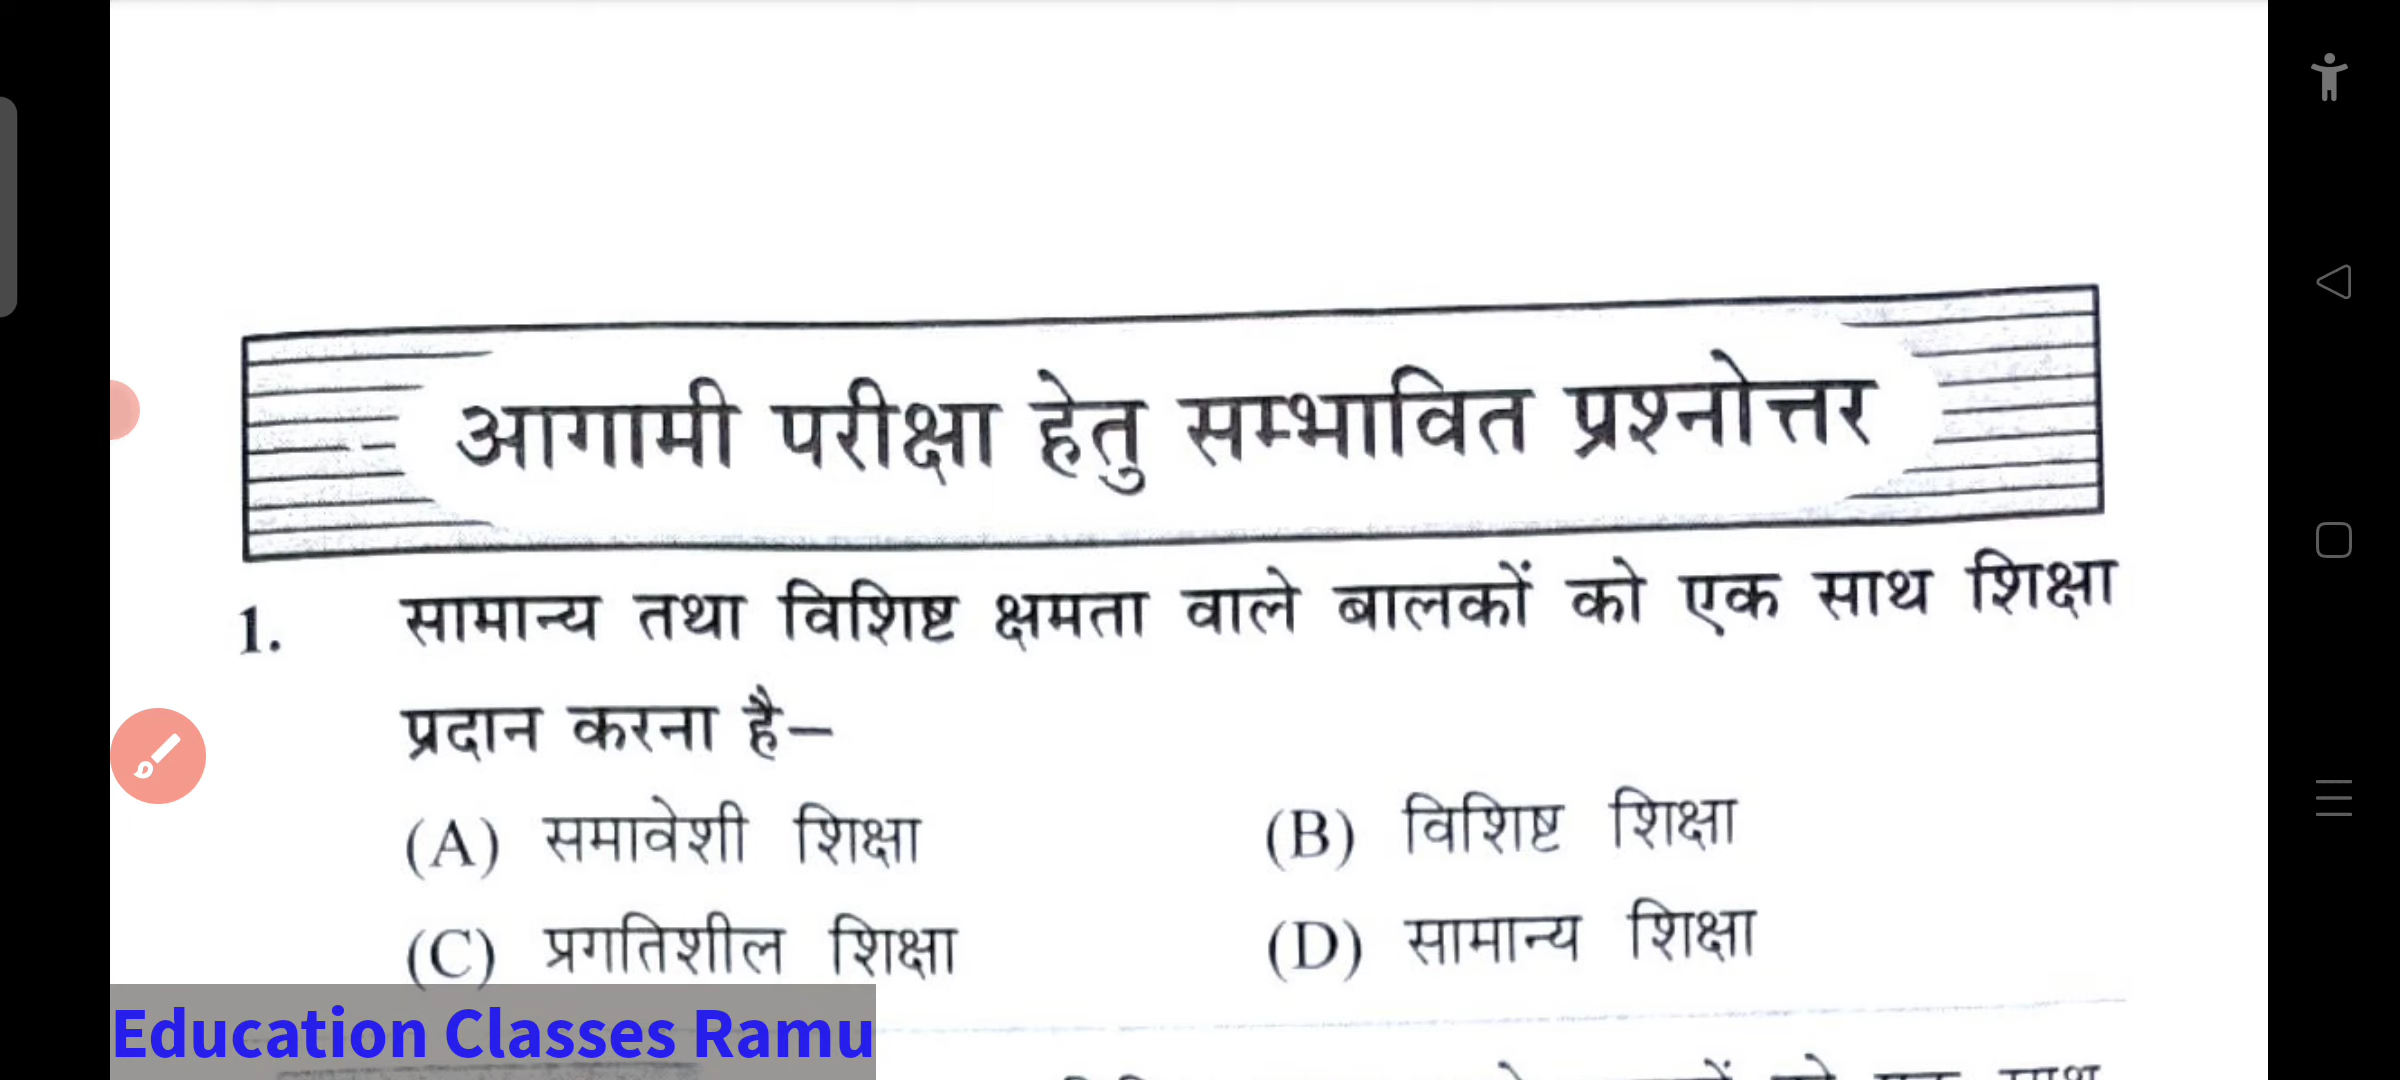 आगामी परीक्षा हेतु सम्भावित प्रश्नोत्तर
1. सामान्य तथा विशिष्ट क्षमता वाले बालकों को एक साथ शिक्षा
प्रदान करना है–
(A) समावेशी शिक्षा (B) विशिष्ट शिक्षा
(C) प्रगतिशील शिक्षा (D) सामान्य शिक्षा
Education Classes Ramu